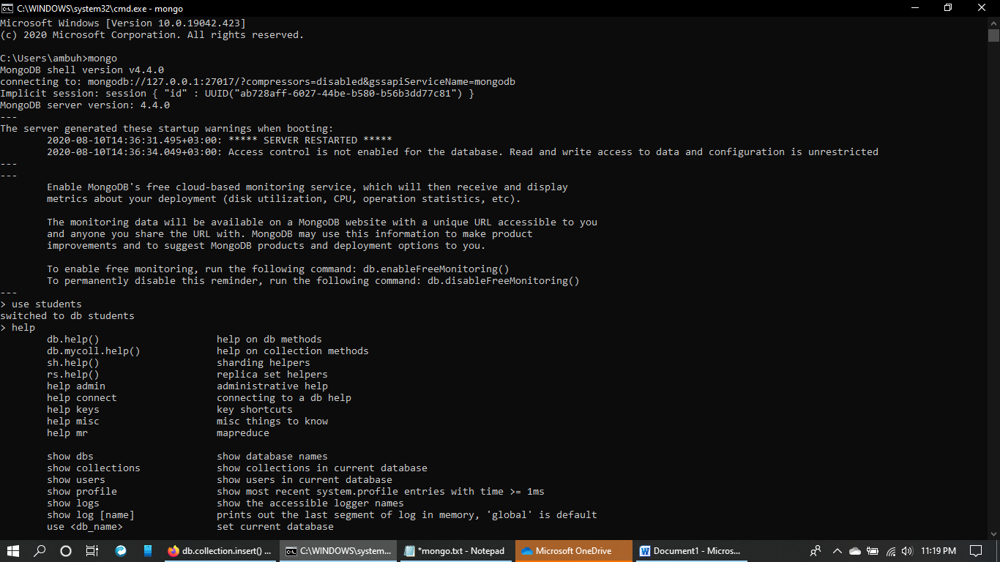 C:\WINDOWS\system32\cmd.exe - mongo
Microsoft Windows [Version 10.0.19042.423]
(c) 2020 Microsoft Corporation. All rights reserved.
C:\Users\ambuh>mongo
MongoDB shell version v4.4.0
connecting to: mongodb://127.0.0.1:27017/?compressors=disabled&gssapiServiceName=mongodb
Implicit session: session { "id" : UUID("ab728aff-6027-44be-b580-b56b3dd77c81") }
MongoDB server version: 4.4.0
---
The server generated these startup warnings when booting:
2020-08-10T14:36:31.495+03:00: ***** SERVER RESTARTED *****
2020-08-10T14:36:34.049+03:00: Access control is not enabled for the database. Read and write access to data and configuration is unrestricted
---
---
Enable MongoDB's free cloud-based monitoring service, which will then receive and display
metrics about your deployment (disk utilization, CPU, operation statistics, etc).
The monitoring data will be available on a MongoDB website with a unique URL accessible to you
and anyone you share the URL with. MongoDB may use this information to make product
improvements and to suggest MongoDB products and deployment options to you.
To enable free monitoring, run the following command: db.enableFreeMonitoring()
To permanently disable this reminder, run the following command: db.disableFreeMonitoring()
---
> use students
switched to db students
> help
db.help() help on db methods
db.mycoll.help() help on collection methods
sh.help() sharding helpers
rs.help() replica set helpers
help admin administrative help
help connect connecting to a db help
help keys key shortcuts
help misc misc things to know
help mr mapreduce
show dbs show database names
show collections show collections in current database
show users show users in current database
show profile show most recent system.profile entries with time >= 1ms
show logs show the accessible logger names
show log [name] prints out the last segment of log in memory, 'global' is default
use <db_name> set current database
db.collection.insert() ... C:\WINDOWS\system... *mongo.txt - Notepad Microsoft OneDrive Document1 - Micros... 11:19 PM